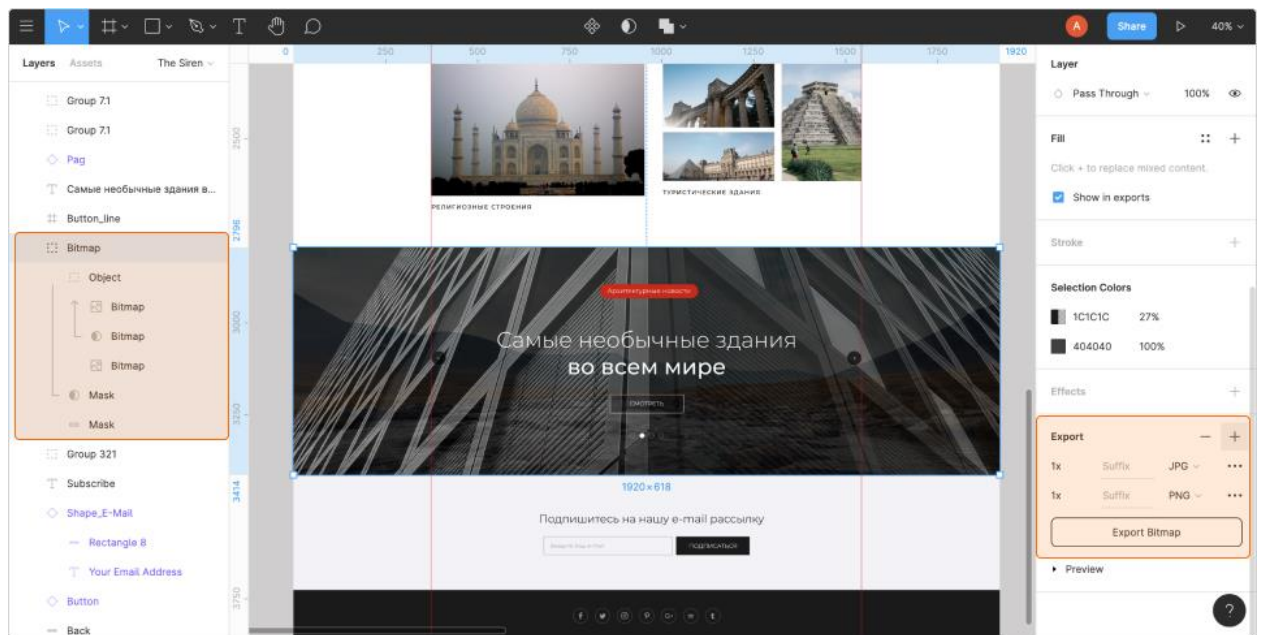 A
Share
40%
Layers
Assets
The Siren
0
250
500
750
1000
1250
1500
1750
1920
Group 7.1
Group 7.1
Pag
Самые необычные здания в...
Button_line
Bitmap
Object
Bitmap
Bitmap
Bitmap
Mask
Mask
Group 321
Subscribe
Shape_E-Mail
Rectangle 8
Your Email Address
Button
Back
2500
2796
3000
3250
3414
3750
РЕЛИГИОЗНЫЕ СТРОЕНИЯ
ТУРИСТИЧЕСКИЕ ЗДАНИЯ
Архитектурные новости
Самые необычные здания
во всем мире
СМОТРЕТЬ
1920 × 618
Подпишитесь на нашу e-mail рассылку
ПОДПИСАТЬСЯ
Layer
Pass Through
100%
Fill
Click + to replace mixed content.
Show in exports
Stroke
Selection Colors
1C1C1C 27%
404040 100%
Effects
Export
1x Suffix JPG
1x Suffix PNG
Export Bitmap
Preview
?